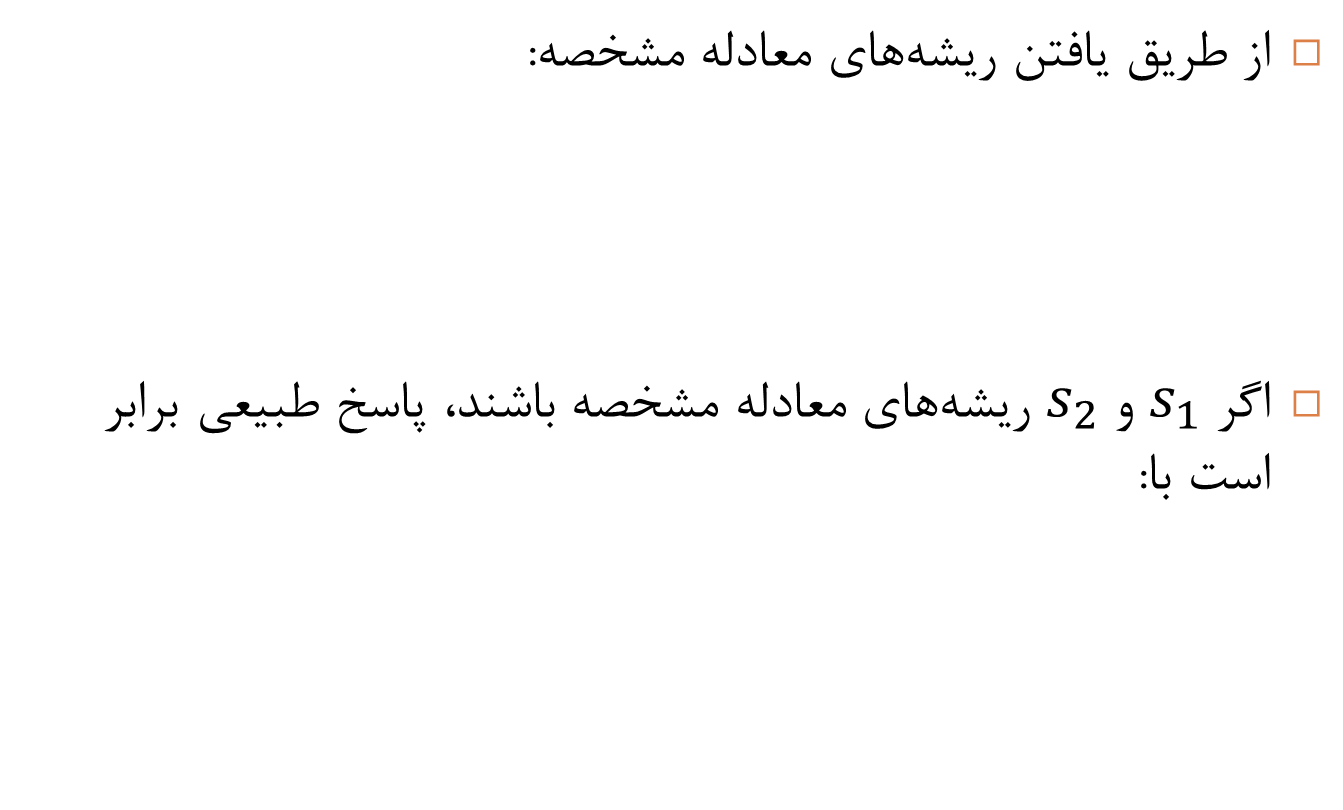 از طریق یافتن ریشه‌های معادله مشخصه:
اگر s₁ و s₂ ریشه‌های معادله مشخصه باشند، پاسخ طبیعی برابر
است با: